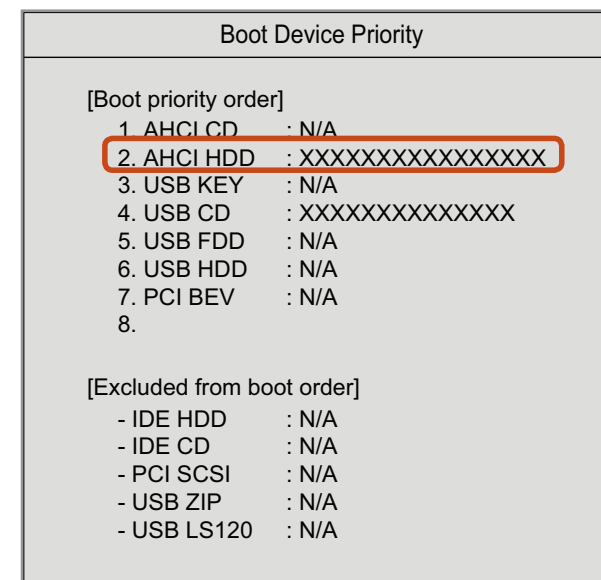 Boot Device Priority
[Boot priority order]
1. AHCI CD : N/A
2. AHCI HDD : XXXXXXXXXXXXXXXX
3. USB KEY : N/A
4. USB CD : XXXXXXXXXXXXXX
5. USB FDD : N/A
6. USB HDD : N/A
7. PCI BEV : N/A
8.
[Excluded from boot order]
- IDE HDD : N/A
- IDE CD : N/A
- PCI SCSI : N/A
- USB ZIP : N/A
- USB LS120 : N/A